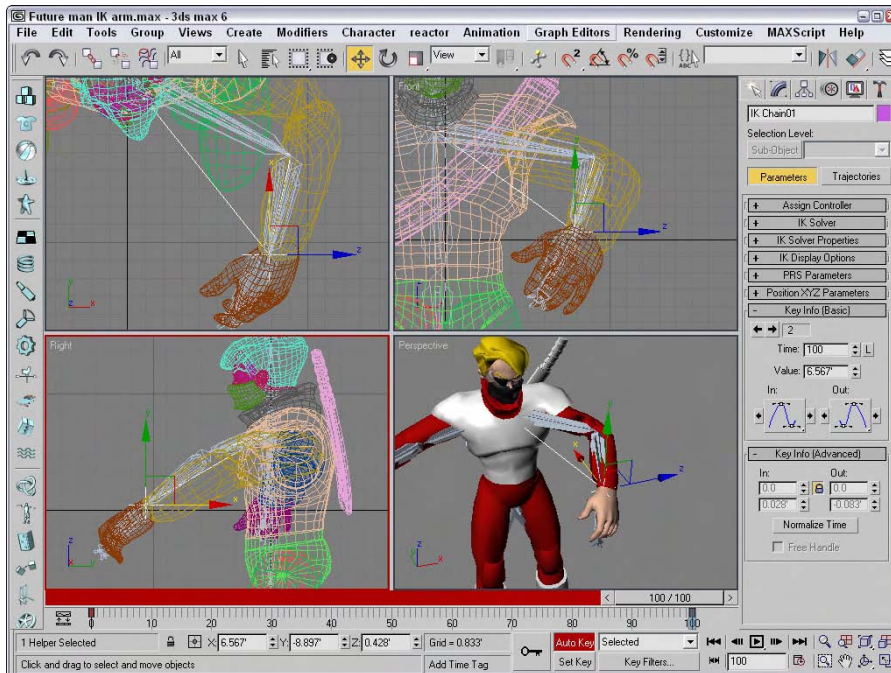 Future man IK arm.max - 3ds max 6
File Edit Tools Group Views Create Modifiers Character reactor Animation Graph Editors Rendering Customize MAXScript Help
All
View
2
%
ABC
IK Chain01
Selection Level:
Sub-Object
Parameters Trajectories
+ Assign Controller
+ IK Solver
+ IK Solver Properties
+ IK Display Options
+ PRS Parameters
+ Position XYZ Parameters
- Key Info (Basic)
2
Time: 100 L
Value: 6.567'
In: Out:
- Key Info (Advanced)
In: Out:
0.0 0.0
0.028' -0.083'
Normalize Time
Free Handle
Front
Right
Perspective
x
y
z
100 / 100
0 10 20 30 40 50 60 70 80 90 100
1 Helper Selected X: 6.567' Y: -8.897' Z: 0.428' Grid = 0.833' Auto Key Selected
Click and drag to select and move objects Add Time Tag Set Key Key Filters... 100